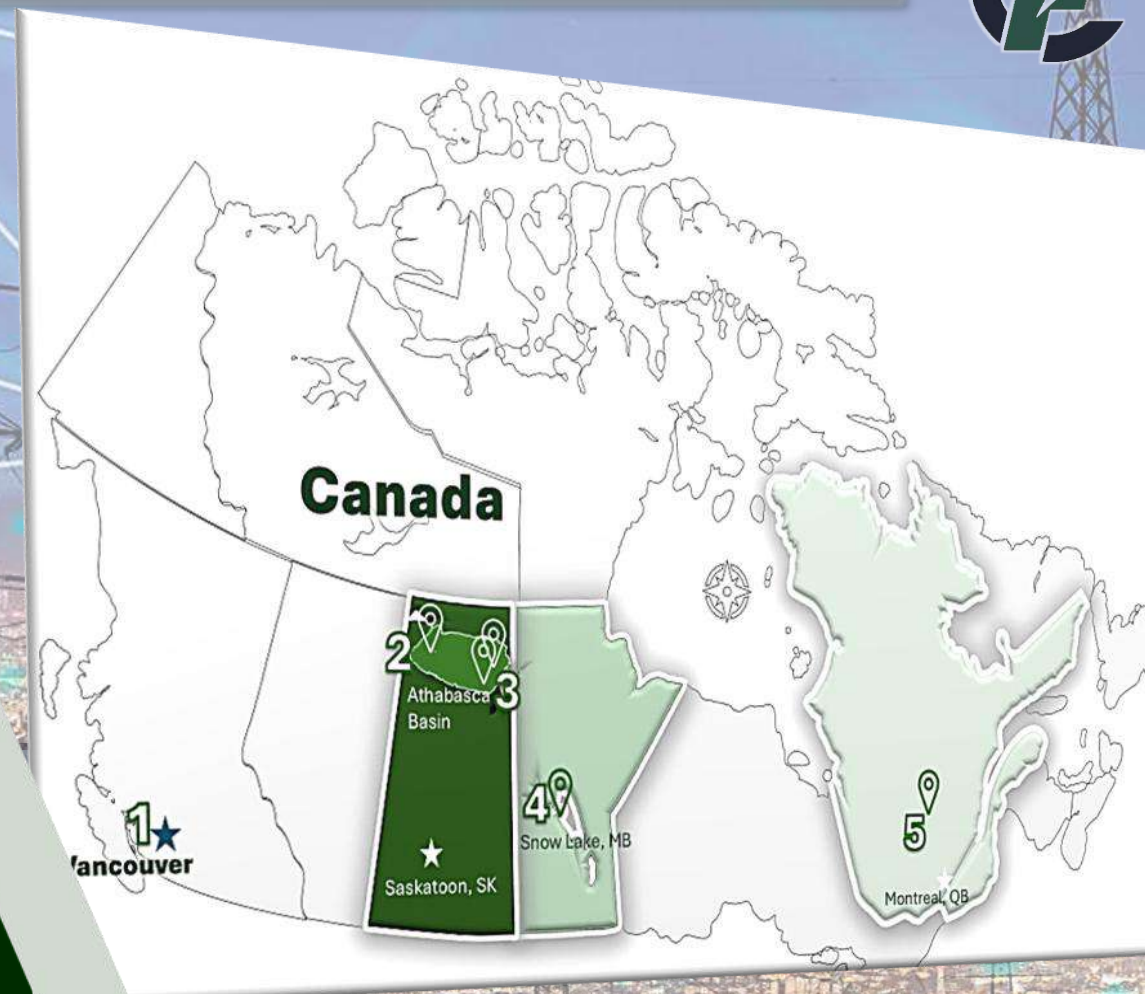 Canada
2
3
Athabasca
Basin
1
Vancouver
4
Snow Lake, MB
Saskatoon, SK
5
Montreal, QB